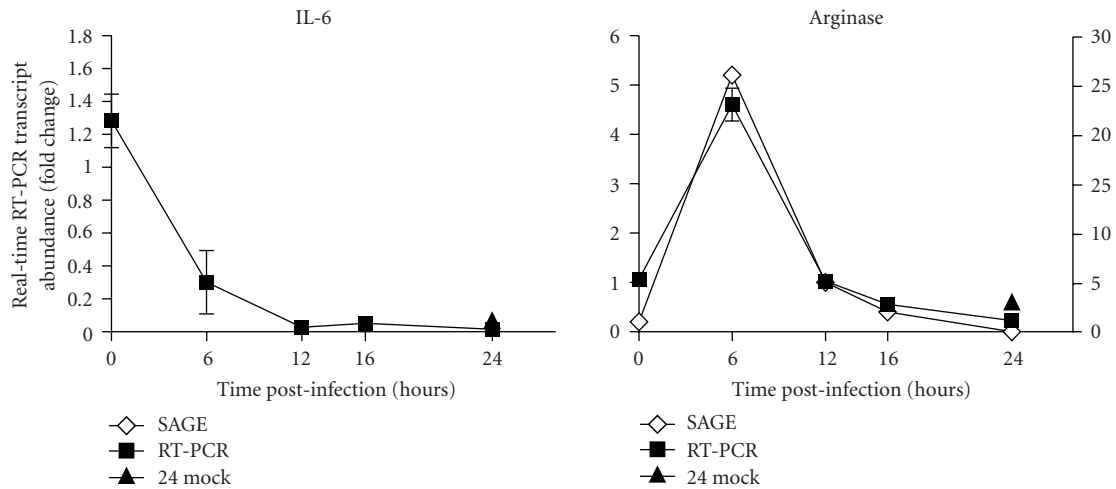 IL-6
Real-time RT-PCR transcript
abundance (fold change)
1.8
1.6
1.4
1.2
1
0.8
0.6
0.4
0.2
0
0 6 12 16 24
Time post-infection (hours)
SAGE
RT-PCR
24 mock
Arginase
6
5
4
3
2
1
0
30
25
20
25
10
5
0
0 6 12 16 24
Time post-infection (hours)
SAGE
RT-PCR
24 mock